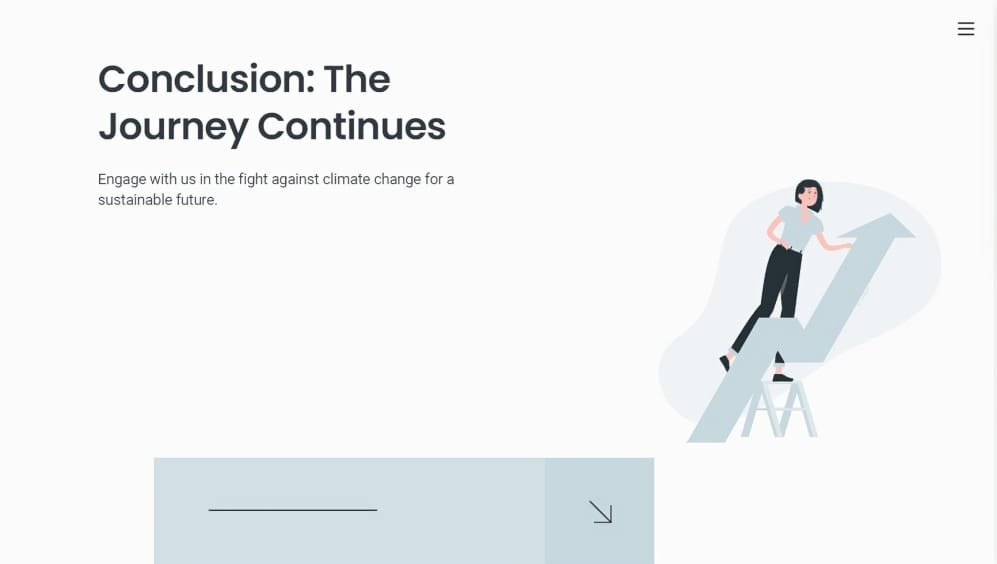 Conclusion: The
Journey Continues
Engage with us in the fight against climate change for a
sustainable future.